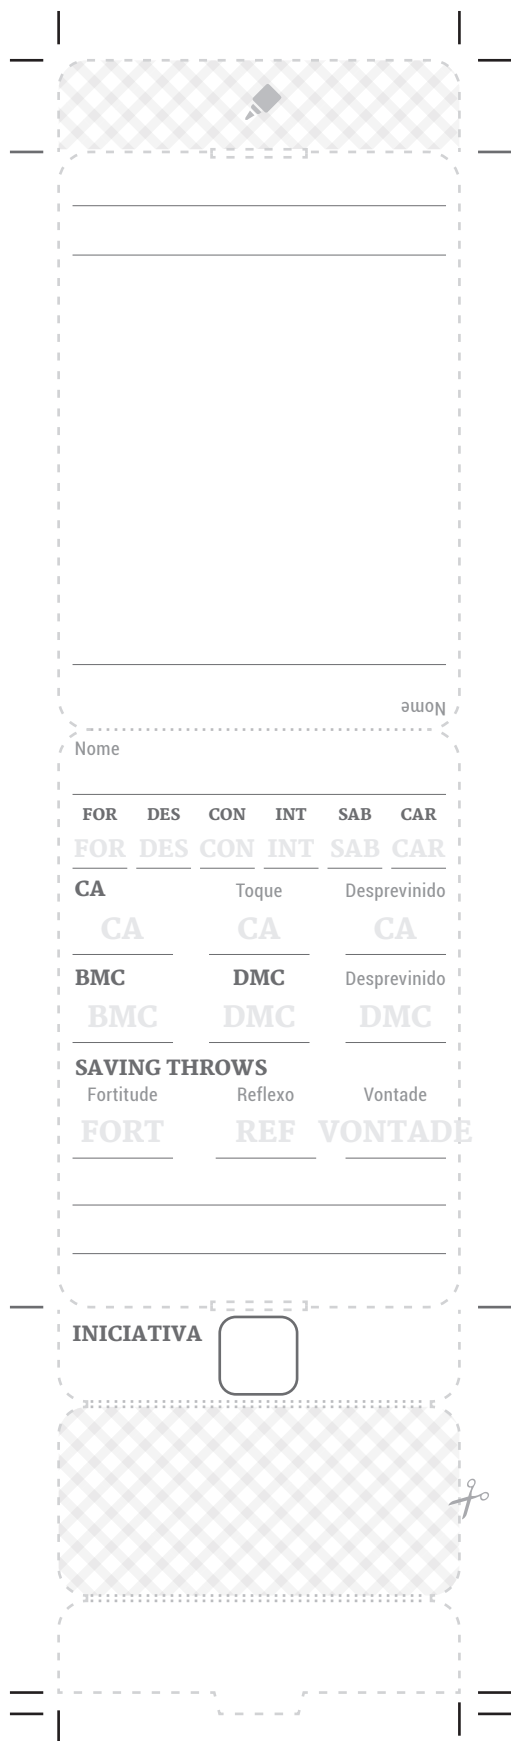 Nome
Nome
FOR DES CON INT SAB CAR
FOR DES CON INT SAB CAR
CA Toque Desprevinido
CA CA CA
BMC DMC Desprevinido
BMC DMC DMC
SAVING THROWS
Fortitude Reflexo Vontade
FORT REF VONTADE
INICIATIVA